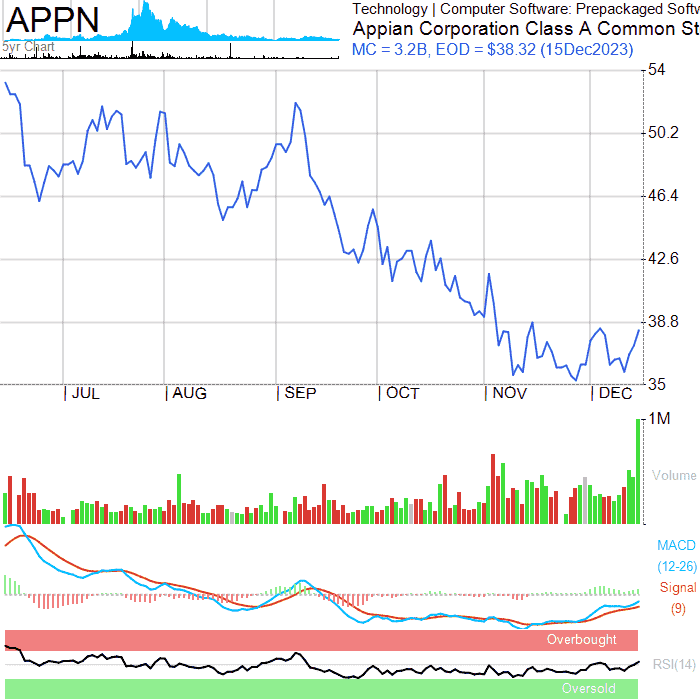 APPN
5yr Chart
Technology | Computer Software: Prepackaged Softw
Appian Corporation Class A Common St
MC = 3.2B, EOD = $38.32 (15Dec2023)
54
50.2
46.4
42.6
38.8
35
JUL AUG SEP OCT NOV DEC
1M
Volume
MACD
(12-26)
Signal
(9)
Overbought
RSI(14)
Oversold